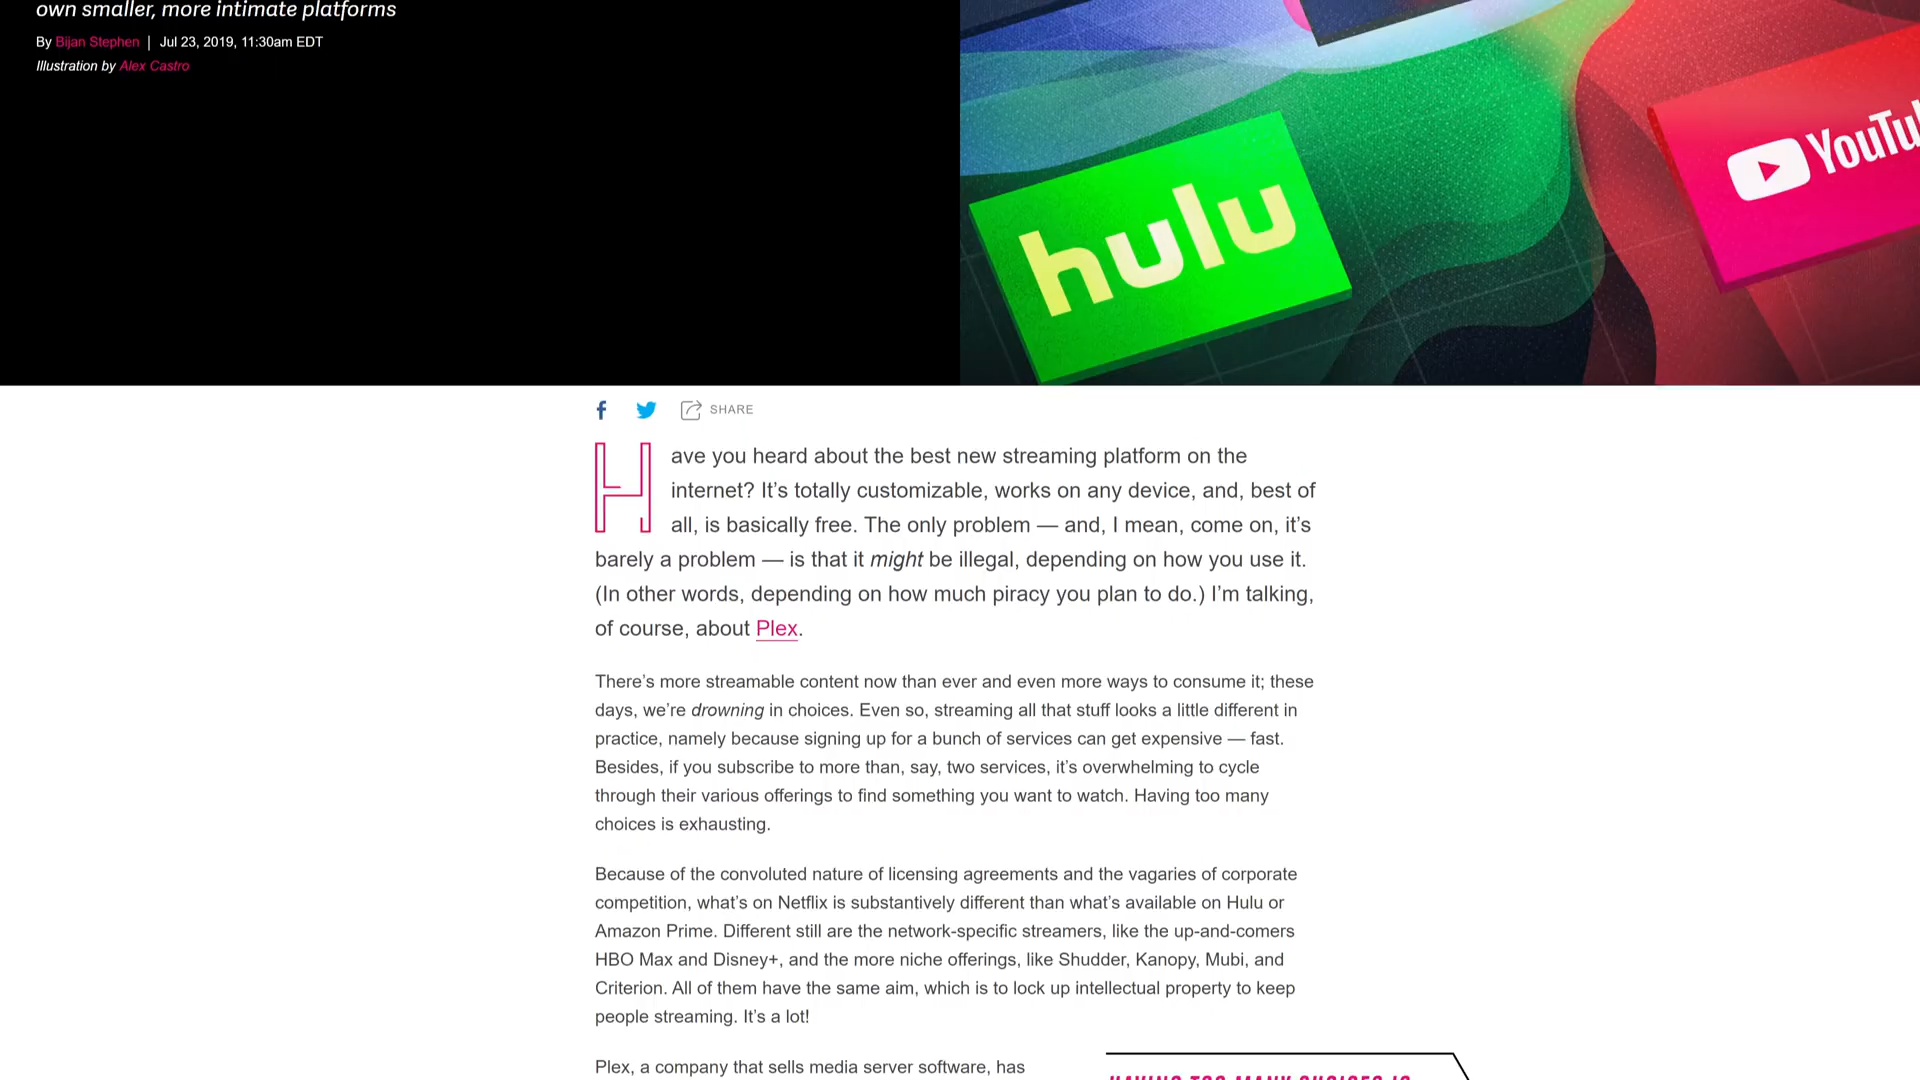 own smaller, more intimate platforms
By Bijan Stephen | Jul 23, 2019, 11:30am EDT
Illustration by Alex Castro
hulu
YouTu
SHARE
Have you heard about the best new streaming platform on the
internet? It’s totally customizable, works on any device, and, best of
all, is basically free. The only problem — and, I mean, come on, it’s
barely a problem — is that it might be illegal, depending on how you use it.
(In other words, depending on how much piracy you plan to do.) I’m talking,
of course, about Plex.
There’s more streamable content now than ever and even more ways to consume it; these
days, we’re drowning in choices. Even so, streaming all that stuff looks a little different in
practice, namely because signing up for a bunch of services can get expensive — fast.
Besides, if you subscribe to more than, say, two services, it’s overwhelming to cycle
through their various offerings to find something you want to watch. Having too many
choices is exhausting.
Because of the convoluted nature of licensing agreements and the vagaries of corporate
competition, what’s on Netflix is substantively different than what’s available on Hulu or
Amazon Prime. Different still are the network-specific streamers, like the up-and-comers
HBO Max and Disney+, and the more niche offerings, like Shudder, Kanopy, Mubi, and
Criterion. All of them have the same aim, which is to lock up intellectual property to keep
people streaming. It’s a lot!
Plex, a company that sells media server software, has
HAVING TOO MANY CHOICES IS